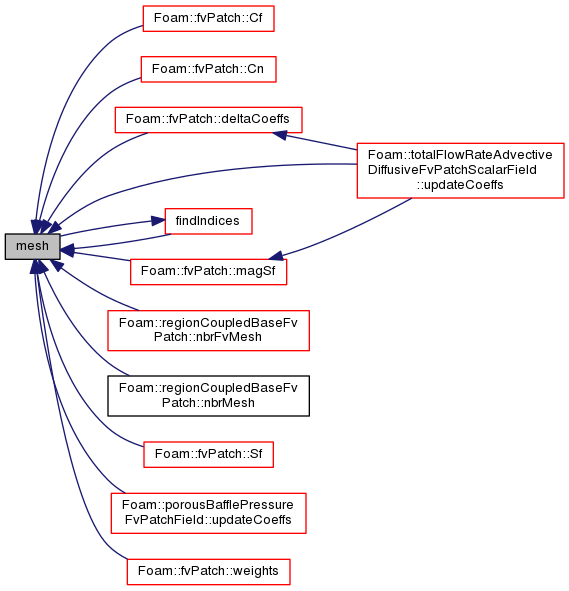 Foam::fvPatch::Cf
Foam::fvPatch::Cn
Foam::fvPatch::deltaCoeffs
Foam::totalFlowRateAdvective
DiffusiveFvPatchScalarField
::updateCoeffs
findIndices
mesh
Foam::fvPatch::magSf
Foam::regionCoupledBaseFv
Patch::nbrFvMesh
Foam::regionCoupledBaseFv
Patch::nbrMesh
Foam::fvPatch::Sf
Foam::porousBafflePressure
FvPatchField::updateCoeffs
Foam::fvPatch::weights